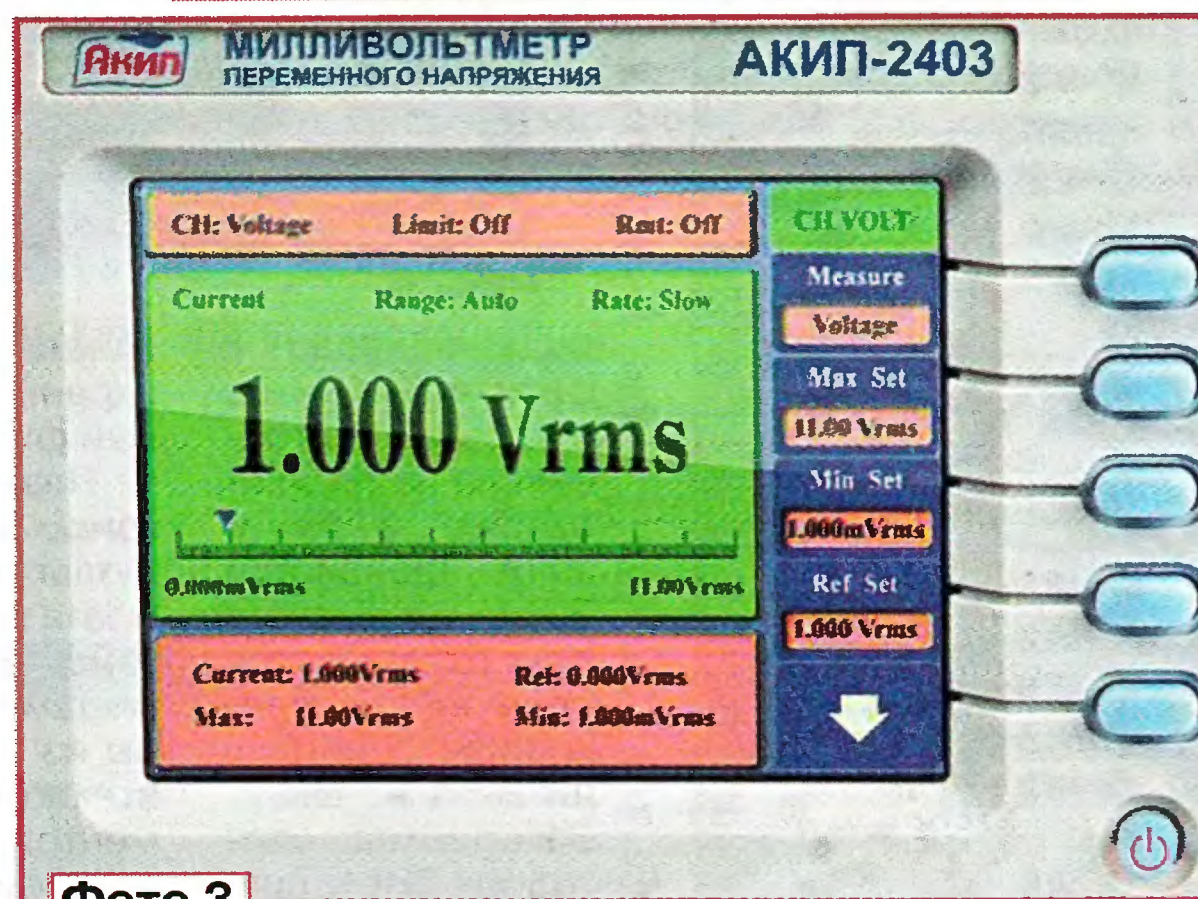 Акип
МИЛЛИВОЛЬТМЕТР
ПЕРЕМЕННОГО НАПРЯЖЕНИЯ
АКИП-2403
CH: Voltage Limit: Off Rmt: Off
Current Range: Auto Rate: Slow
1.000 Vrms
0.000mVrms 11.00Vrms
Current: 1.000Vrms Ref: 0.000Vrms
Max: 11.00Vrms Min: 1.000mVrms
CH.VOLT
Measure
Voltage
Max Set
11.00 Vrms
Min Set
1.000mVrms
Ref Set
1.000 Vrms
Фото 3